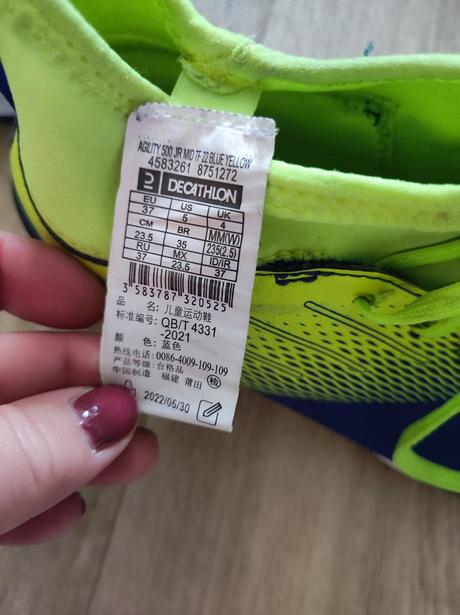 AGILITY 500 JR MID TF 22 BLUE YELLOW
4583261 8751272
DECATHLON
EU US UK
37 5 4
CM BR MM(W)
23.5 35 235(2.5)
RU MX ID/IR
37 23.5 37
3 583787 320525
品 名: 儿童运动鞋
标准编号: QB/T 4331
-2021
颜 色: 蓝色
热线电话: 0086-4009-109-109
产品等级: 合格品
中国制造 福建 莆田 检
2022/05/30